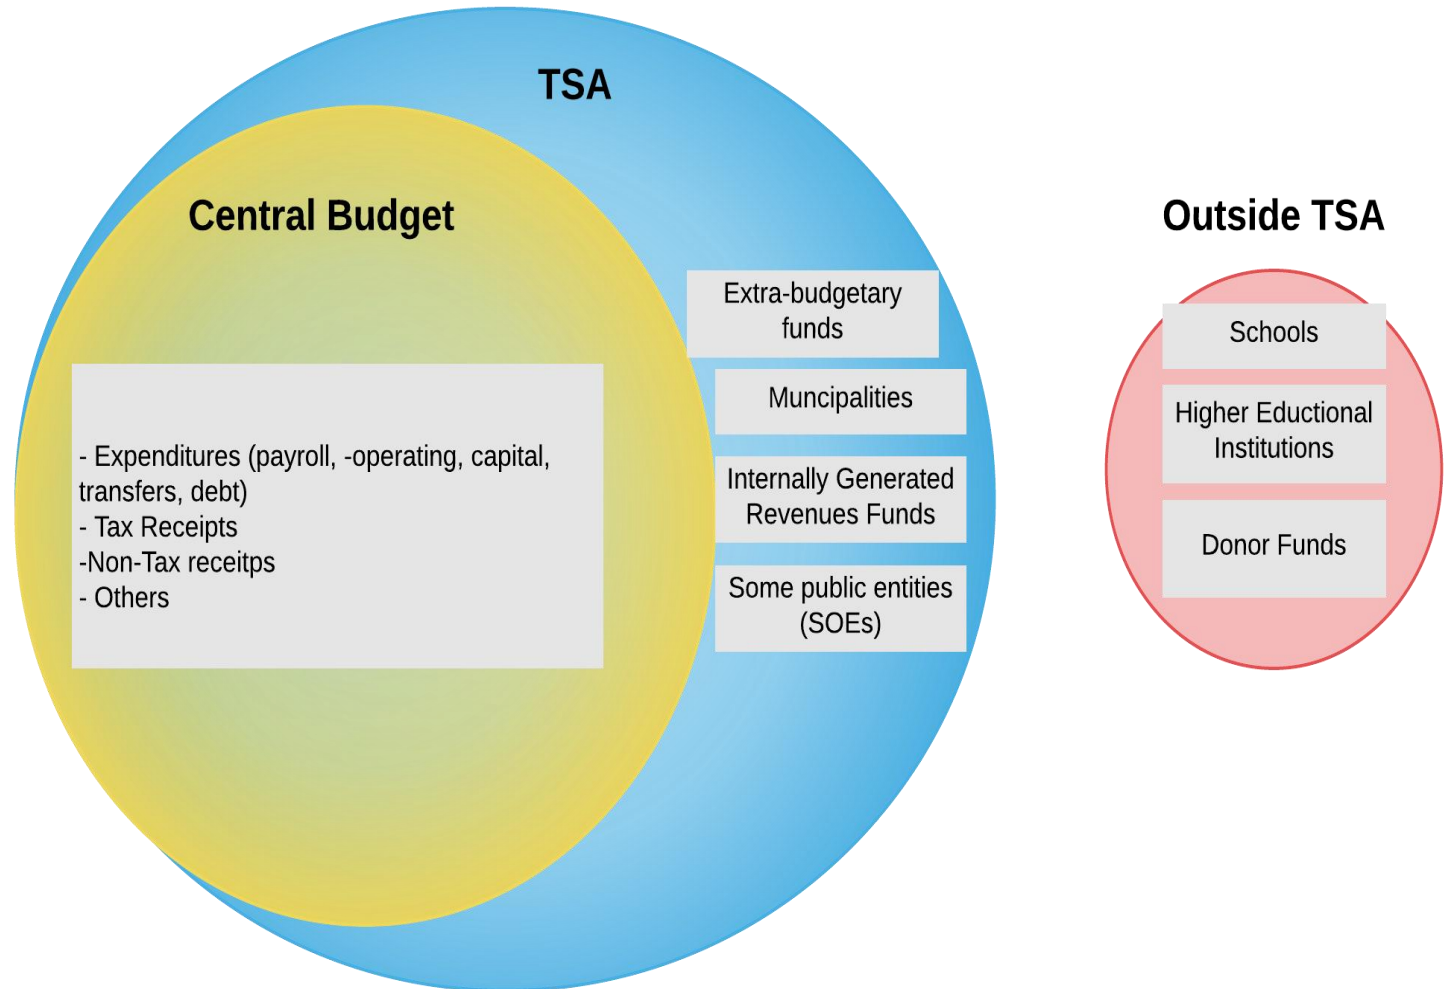 TSA
Central Budget
- Expenditures (payroll, -operating, capital,
transfers, debt)
- Tax Receipts
-Non-Tax receitps
- Others
Extra-budgetary
funds
Muncipalities
Internally Generated
Revenues Funds
Some public entities
(SOEs)
Outside TSA
Schools
Higher Eductional
Institutions
Donor Funds